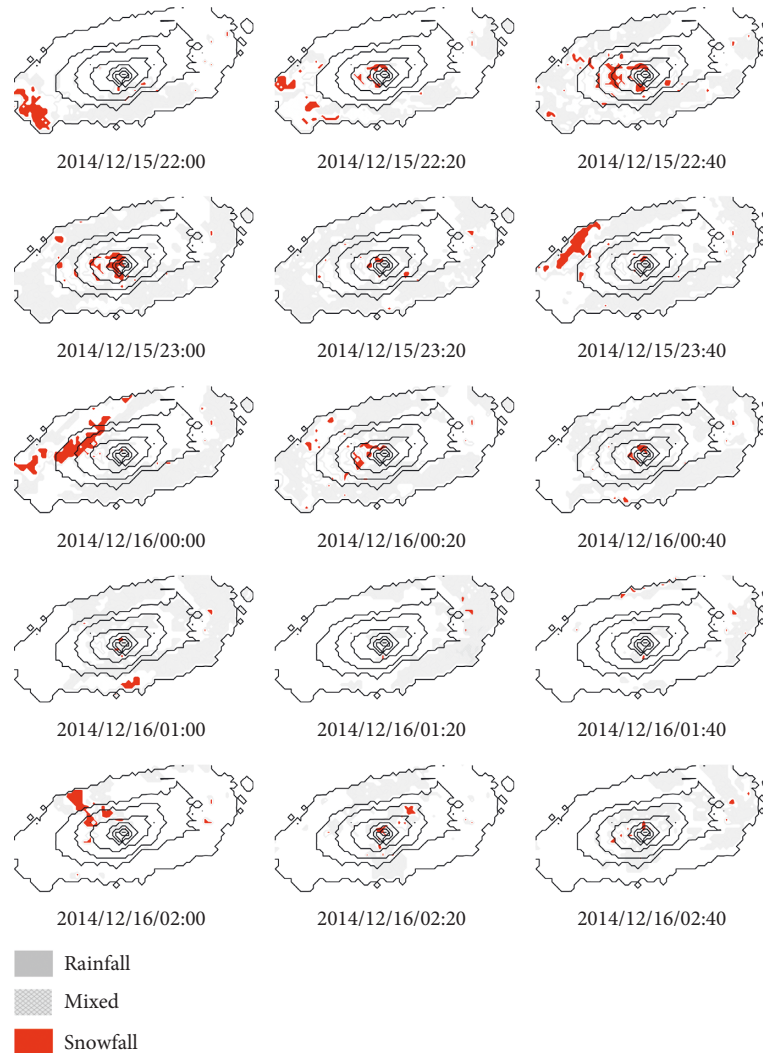 2014/12/15/22:00 2014/12/15/22:20 2014/12/15/22:40
2014/12/15/23:00 2014/12/15/23:20 2014/12/15/23:40
2014/12/16/00:00 2014/12/16/00:20 2014/12/16/00:40
2014/12/16/01:00 2014/12/16/01:20 2014/12/16/01:40
2014/12/16/02:00 2014/12/16/02:20 2014/12/16/02:40
Rainfall
Mixed
Snowfall